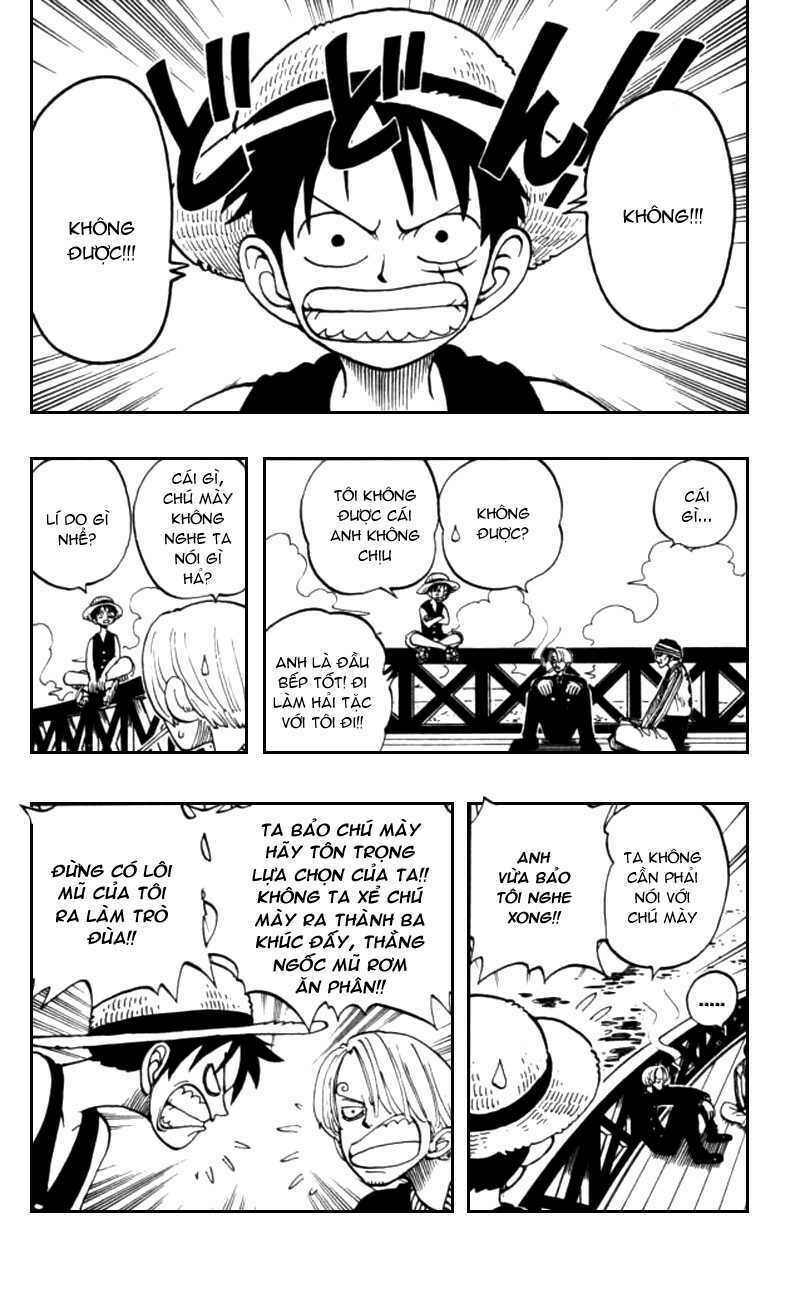 KHÔNG!!!
どどん!!
KHÔNG
ĐƯỢC!!!
CÁI
GÌ...
KHÔNG
ĐƯỢC?
TÔI KHÔNG
ĐƯỢC CÁI
ANH KHÔNG
CHỊU
ANH LÀ ĐẦU
BẾP TỐT! ĐI
LÀM HẢI TẶC
VỚI TÔI ĐI!!
CÁI GÌ,
CHÚ MÀY
KHÔNG
NGHE TA
NÓI GÌ
HẢ?
LÍ DO GÌ
NHỀ?
TA KHÔNG
CẦN PHẢI
NÓI VỚI
CHÚ MÀY
ANH
VỪA BẢO
TÔI NGHE
XONG!!
.....
TA BẢO CHÚ MÀY
HÃY TÔN TRỌNG
LỰA CHỌN CỦA TA!!
KHÔNG TA XẺ CHÚ
MÀY RA THÀNH BA
KHÚC ĐẤY, THẰNG
NGỐC MŨ RƠM
ĂN PHÂN!!
ĐỪNG CÓ LÔI
MŨ CỦA TÔI
RA LÀM TRÒ
ĐÙA!!